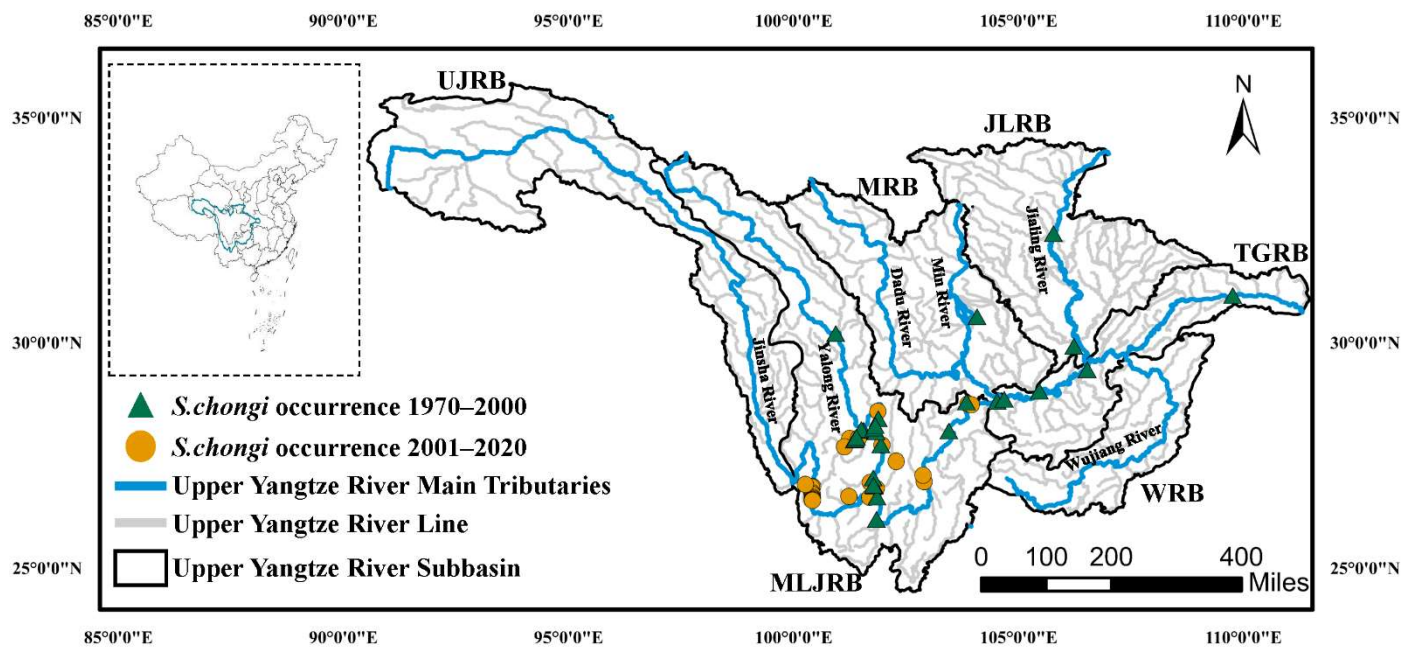 85°0'0"E 90°0'0"E 95°0'0"E 100°0'0"E 105°0'0"E 110°0'0"E
35°0'0"N
30°0'0"N
25°0'0"N
35°0'0"N
30°0'0"N
25°0'0"N
UJRB
MRB
JLRB
TGRB
WRB
MLJRB
N
Jinsha River
Yalong River
Dadu River
Min River
Jialing River
Wujiang River
S.chongi occurrence 1970–2000
S.chongi occurrence 2001–2020
Upper Yangtze River Main Tributaries
Upper Yangtze River Line
Upper Yangtze River Subbasin
0 100 200 400
Miles
85°0'0"E 90°0'0"E 95°0'0"E 100°0'0"E 105°0'0"E 110°0'0"E